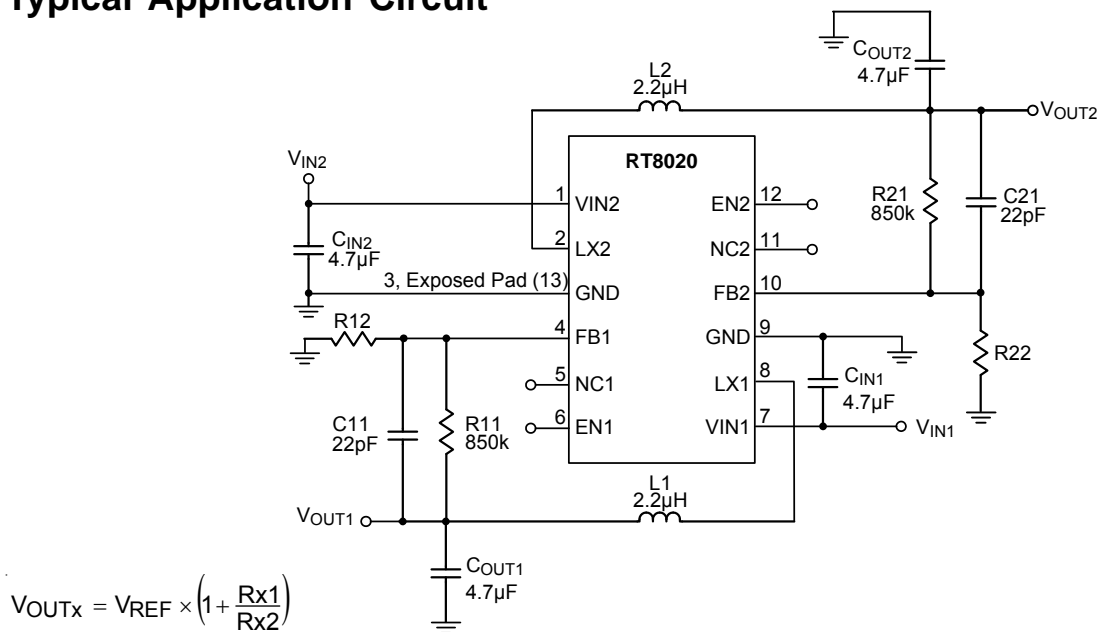 Typical Application Circuit
COUT2
4.7µF
L2
2.2µH
VOUT2
VIN2
RT8020
R21
850k
C21
22pF
1
VIN2
EN2
12
CIN2
4.7µF
2
LX2
NC2
11
3, Exposed Pad (13)
GND
FB2
10
R12
4
FB1
GND
9
R22
5
NC1
LX1
8
CIN1
4.7µF
C11
22pF
R11
850k
6
EN1
VIN1
7
VIN1
L1
2.2µH
VOUT1
COUT1
4.7µF
VOUTx = VREF × (1 + Rx1/Rx2)